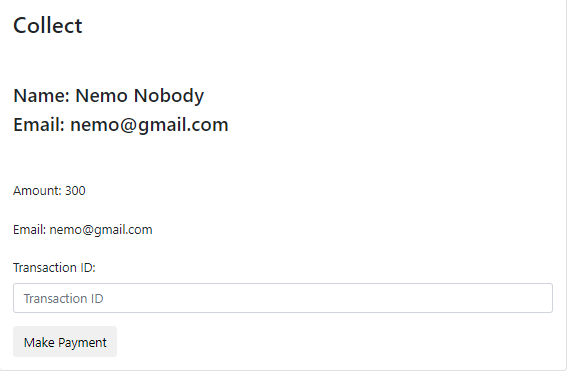 Collect
Name: Nemo Nobody
Email: nemo@gmail.com
Amount: 300
Email: nemo@gmail.com
Transaction ID:
Transaction ID
Make Payment